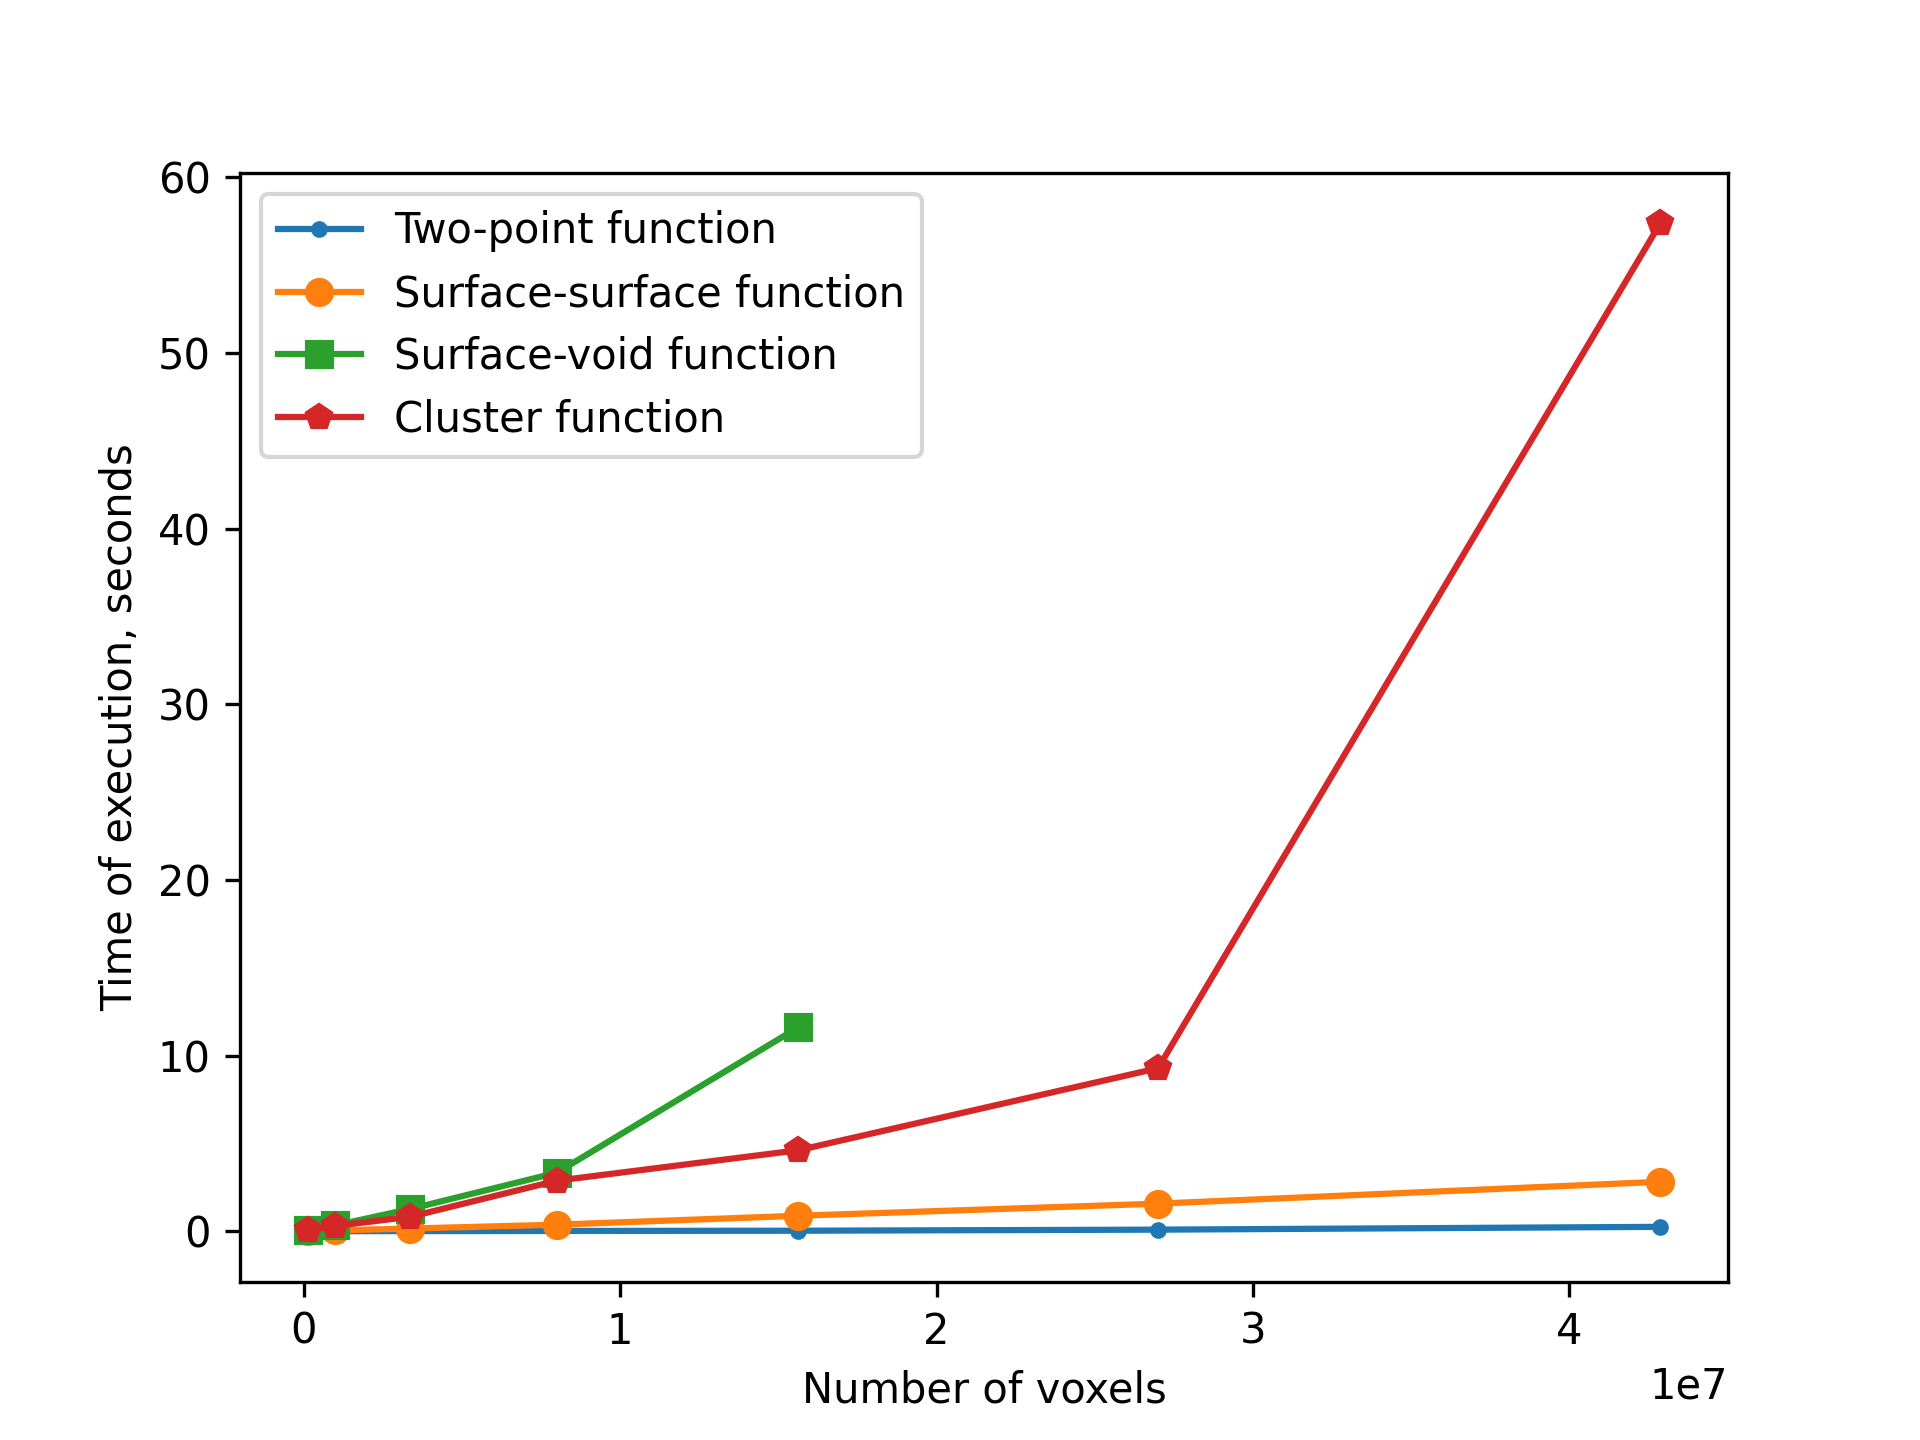 Two-point function
Surface-surface function
Surface-void function
Cluster function
60
50
40
30
20
10
0
Time of execution, seconds
0 1 2 3 4
1e7
Number of voxels